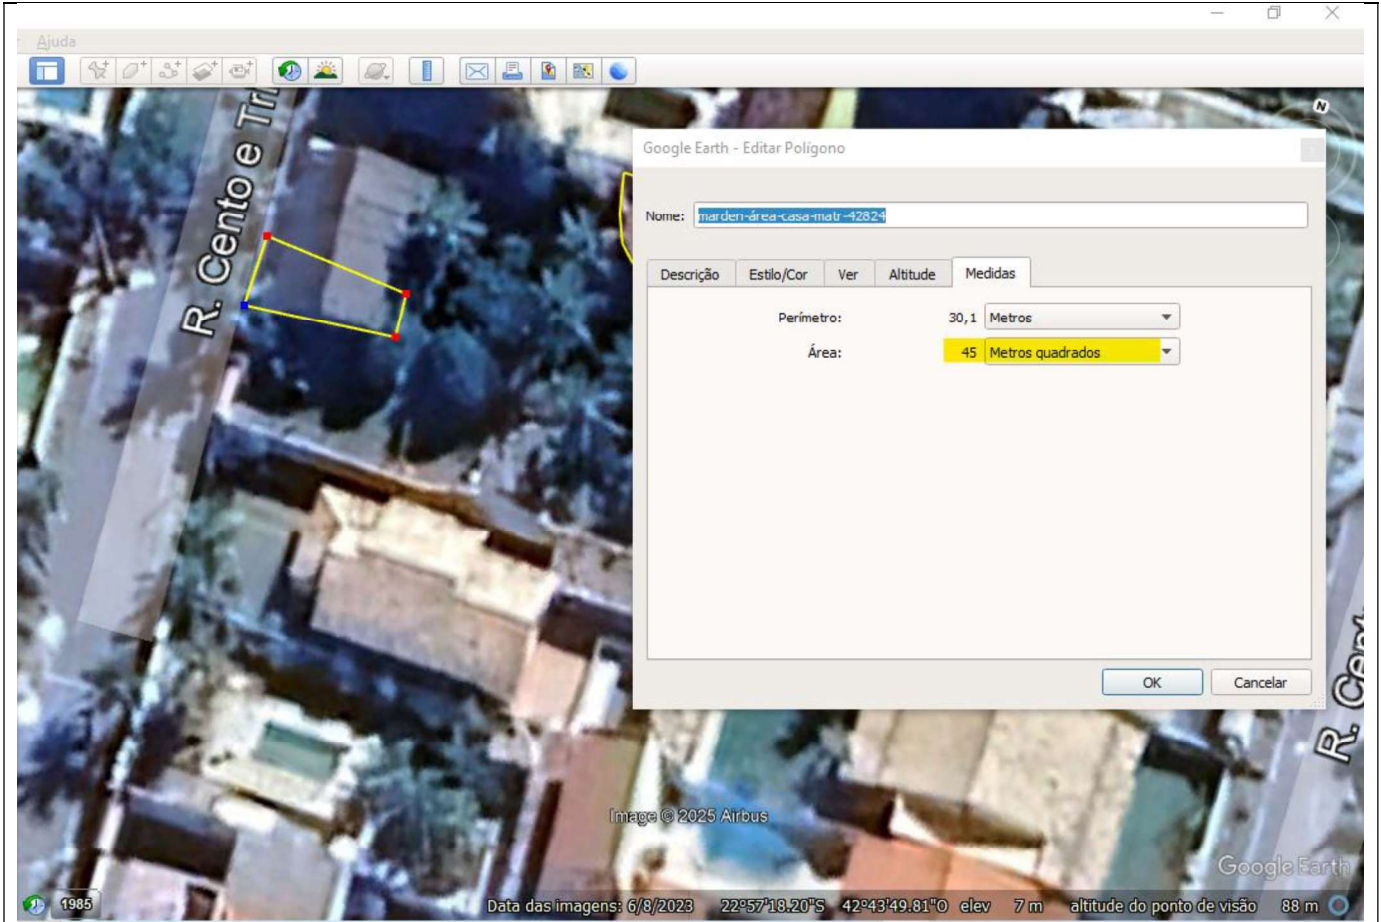 Ajuda
R. Cento e Tri
N
Google Earth - Editar Polígono
Nome: marden-área-casa-matr-42824
Descrição Estilo/Cor Ver Altitude Medidas
Perímetro: 30,1 Metros
Área: 45 Metros quadrados
OK Cancelar
R. Cent
Image © 2025 Airbus
Google Earth
1985 Data das imagens: 6/8/2023 22°57'18.20"S 42°43'49.81"O elev 7 m altitude do ponto de visão 88 m